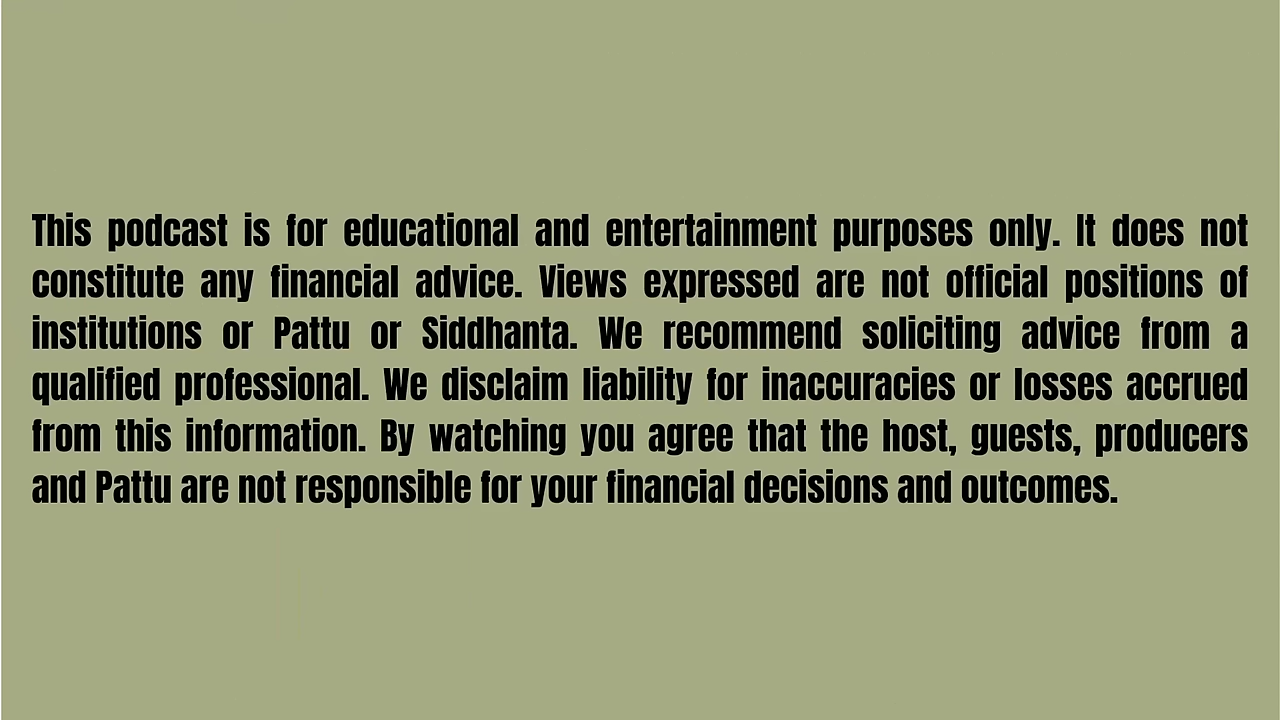 This podcast is for educational and entertainment purposes only. It does not
constitute any financial advice. Views expressed are not official positions of
institutions or Pattu or Siddhanta. We recommend soliciting advice from a
qualified professional. We disclaim liability for inaccuracies or losses accrued
from this information. By watching you agree that the host, guests, producers
and Pattu are not responsible for your financial decisions and outcomes.